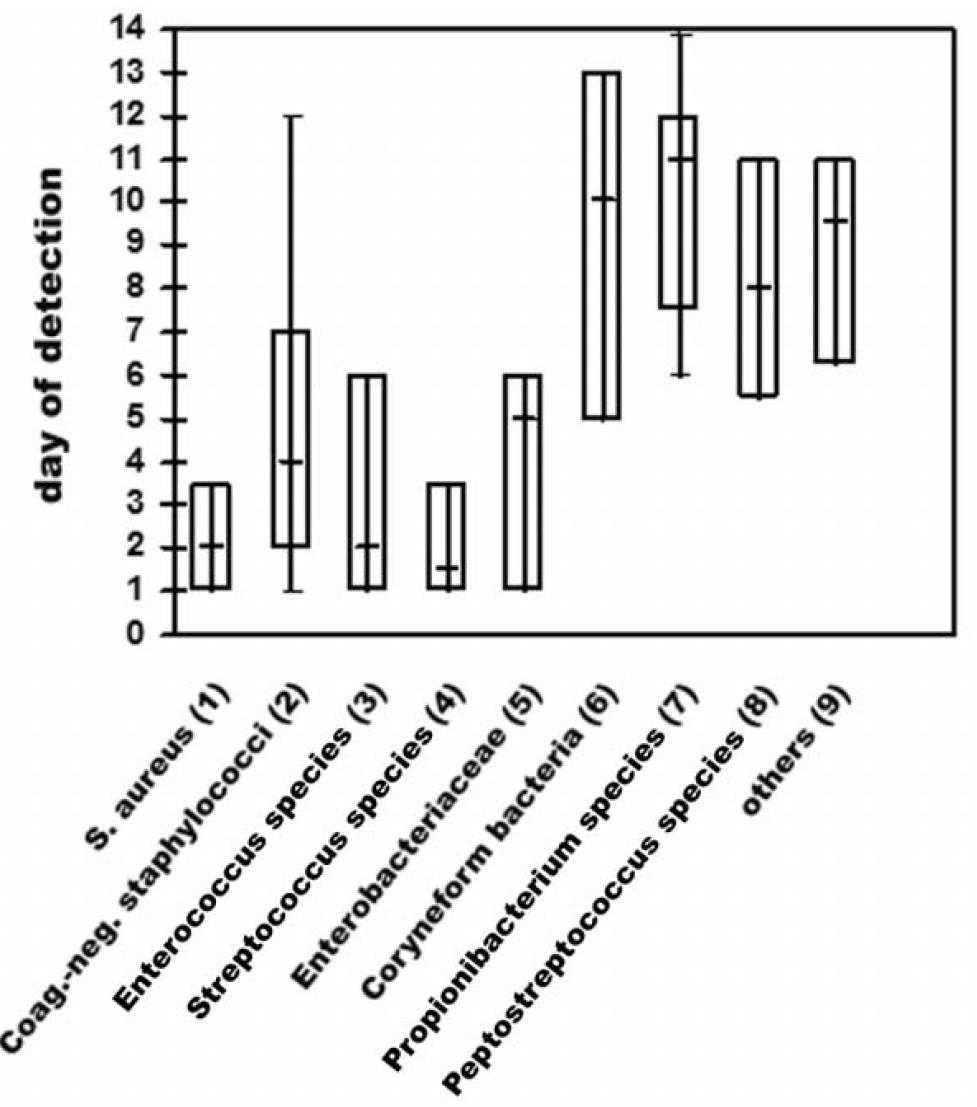 day of detection
14
13
12
11
10
9
8
7
6
5
4
3
2
1
0
S. aureus (1)
Coag.-neg. staphylococci (2)
Enterococcus species (3)
Streptococcus species (4)
Enterobacteriaceae (5)
Coryneform bacteria (6)
Propionibacterium species (7)
Peptostreptococcus species (8)
others (9)